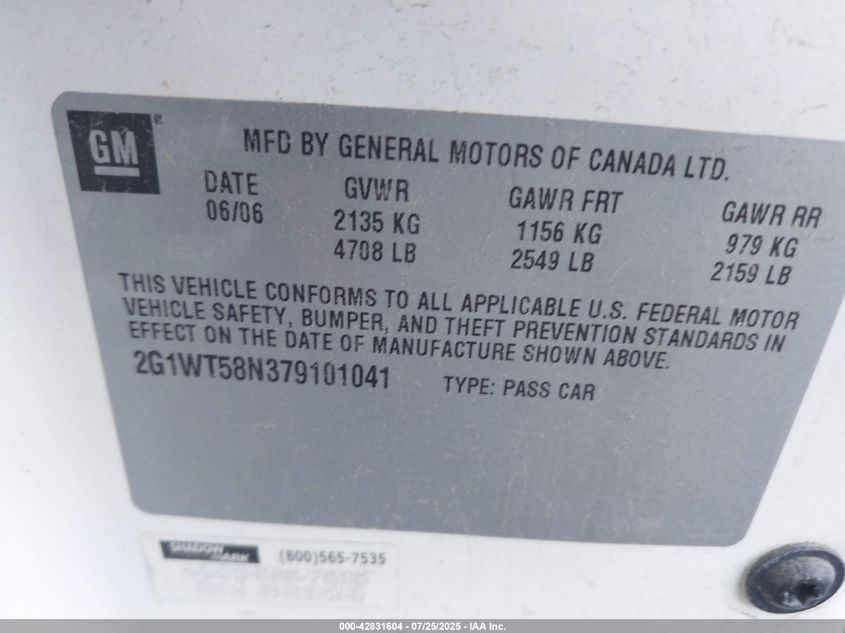 GM ®
MFD BY GENERAL MOTORS OF CANADA LTD.
DATE GVWR GAWR FRT GAWR RR
06/06 2135 KG 1156 KG 979 KG
4708 LB 2549 LB 2159 LB
THIS VEHICLE CONFORMS TO ALL APPLICABLE U.S. FEDERAL MOTOR
VEHICLE SAFETY, BUMPER, AND THEFT PREVENTION STANDARDS IN
EFFECT ON THE DATE OF MANUFACTURE SHOWN ABOVE.
2G1WT58N379101041 TYPE: PASS CAR
SHADOW
MARK (800)565-7535
000-42831604 - 07/25/2025 - IAA Inc.